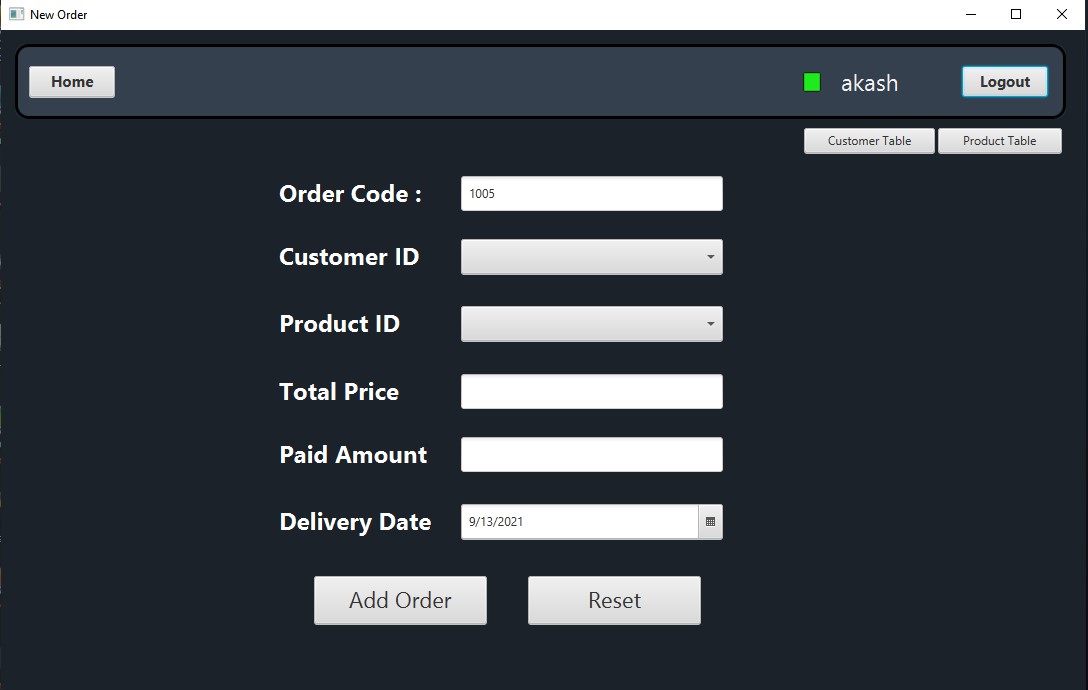 New Order
Home
akash
Logout
Customer Table
Product Table
Order Code :
1005
Customer ID
Product ID
Total Price
Paid Amount
Delivery Date
9/13/2021
Add Order
Reset